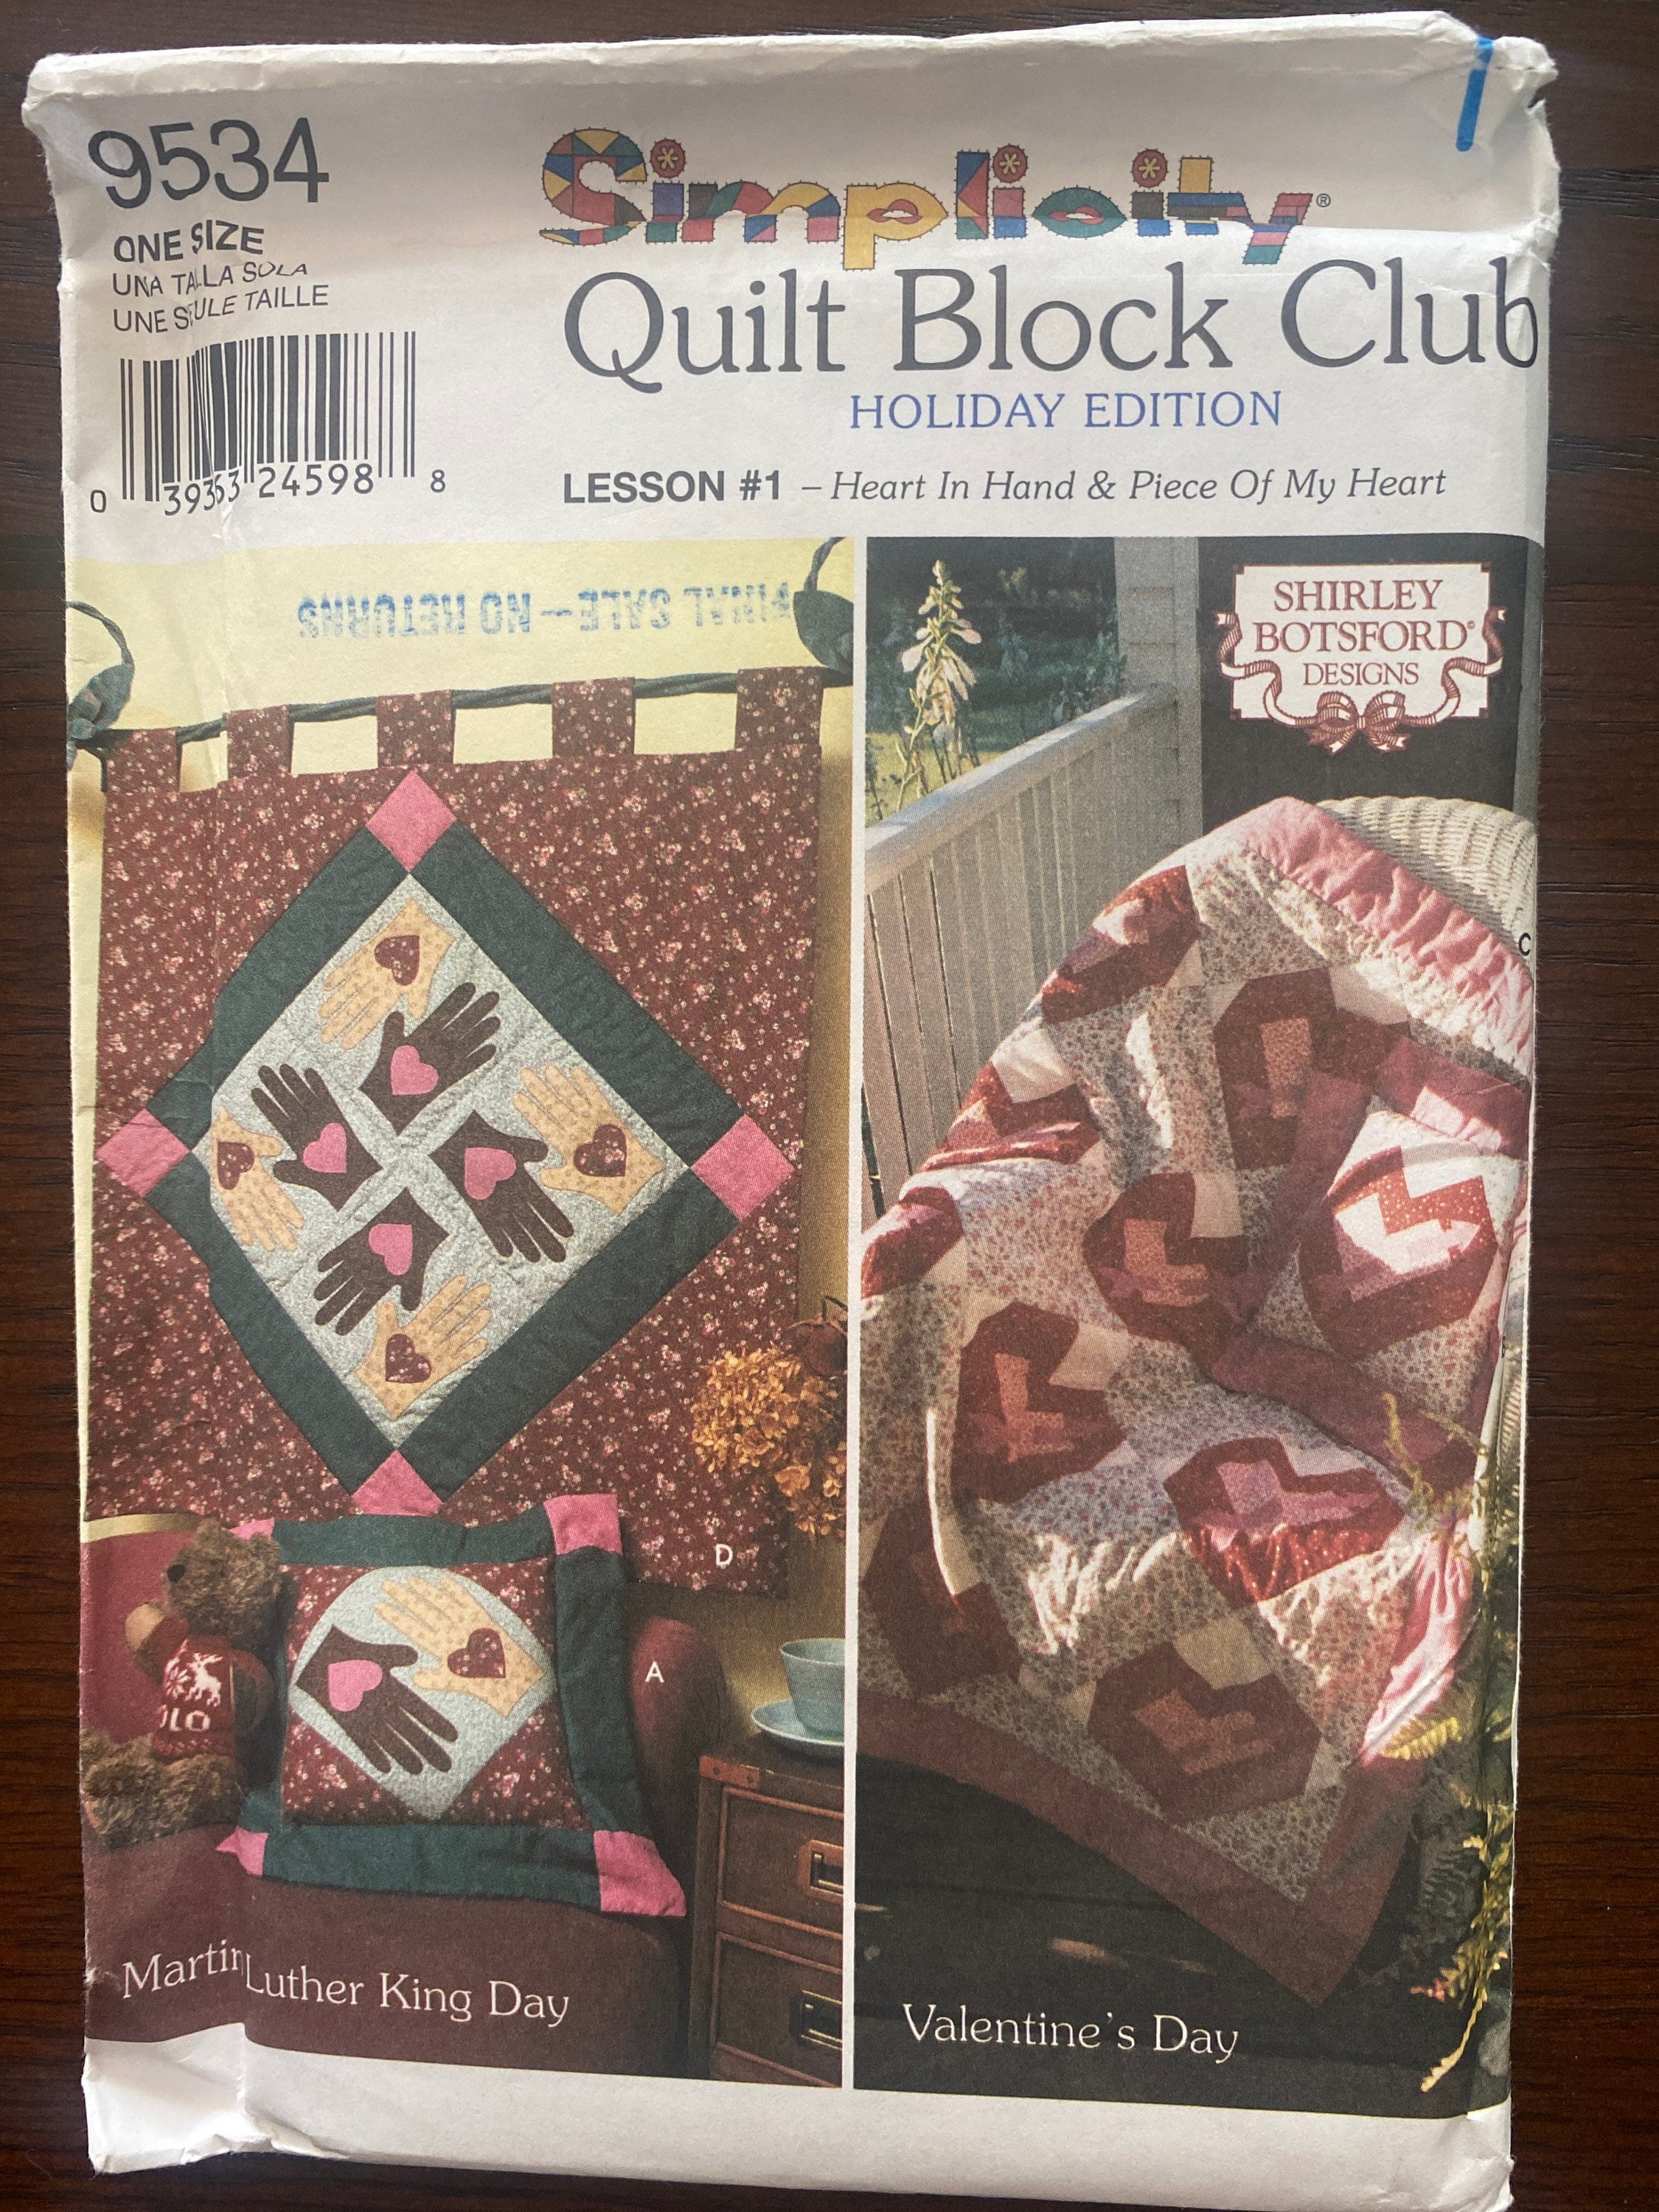 9534
ONE SIZE
UNA TALLA SOLA
UNE SEULE TAILLE
0 39363 24598 8
Simplicity®
Quilt Block Club
HOLIDAY EDITION
LESSON #1 – Heart In Hand & Piece Of My Heart
FINAL SALE—NO RETURNS
SHIRLEY
BOTSFORD©
DESIGNS
C
D
A
OLO
Martin Luther King Day
Valentine's Day